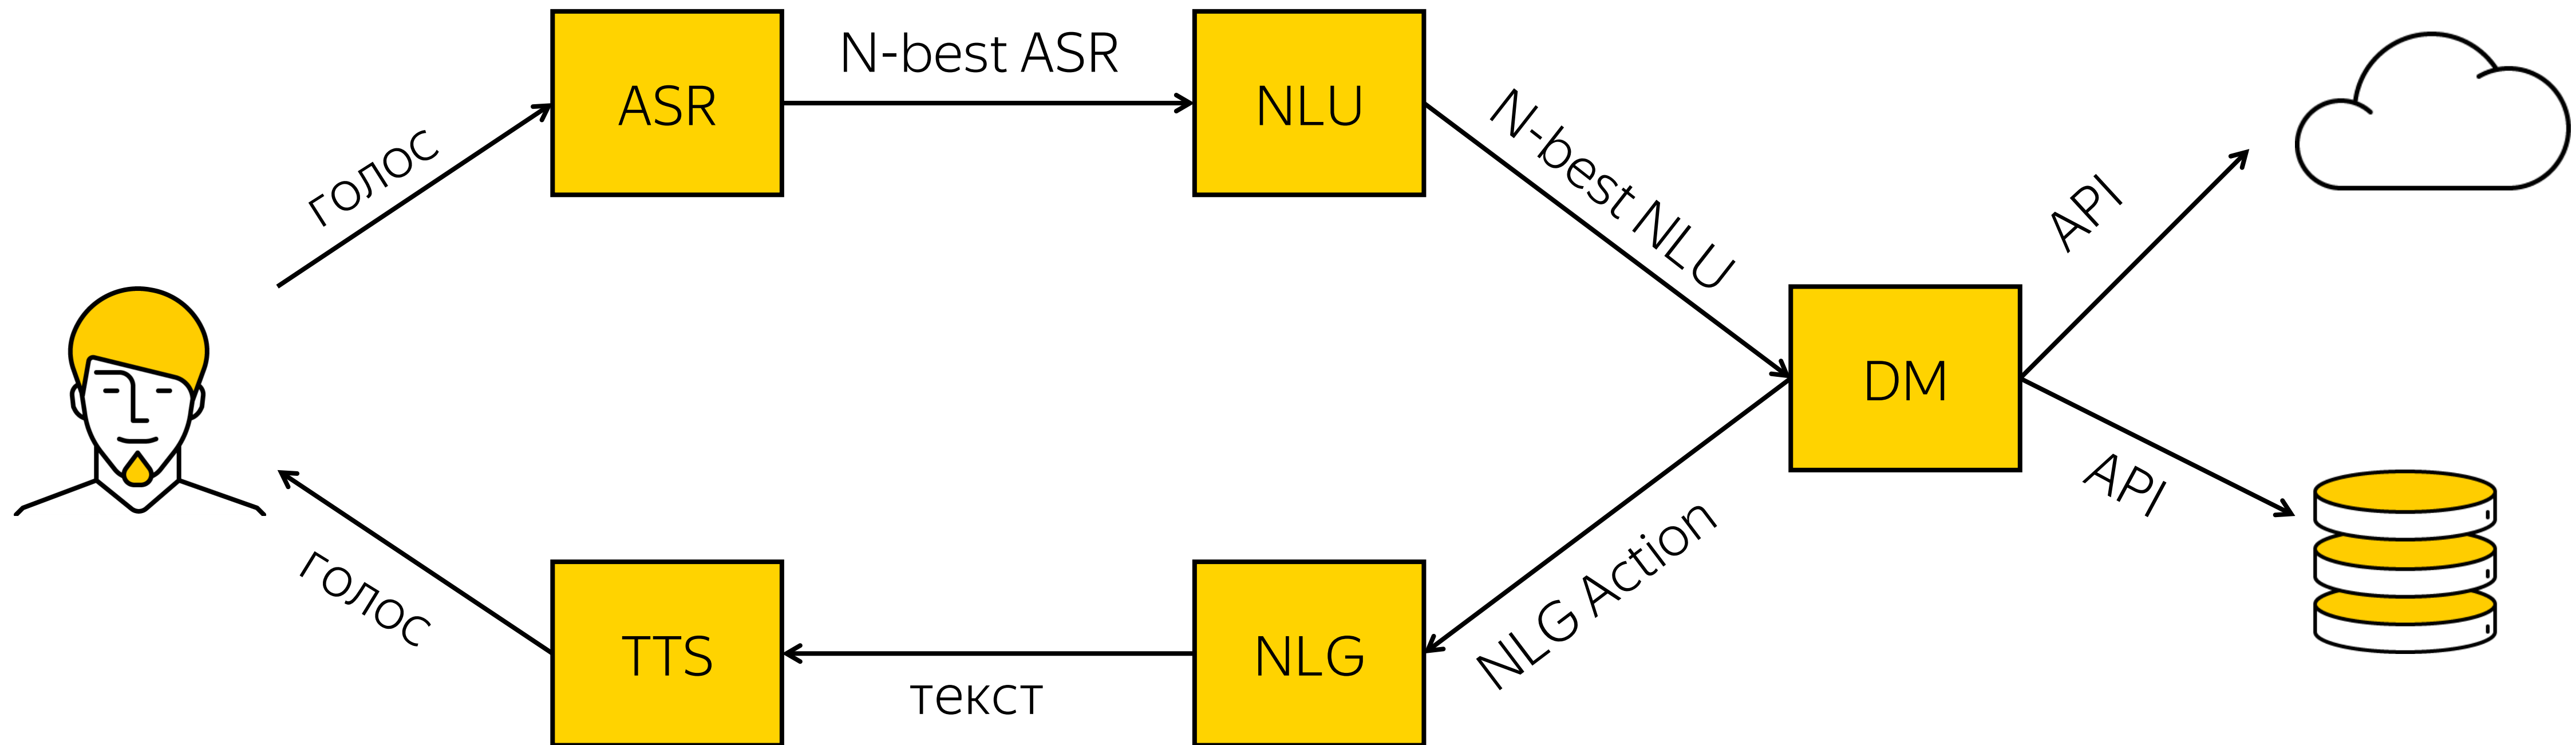 ASR
N-best ASR
NLU
голос
N-best NLU
API
DM
API
голос
TTS
текст
NLG
NLG Action